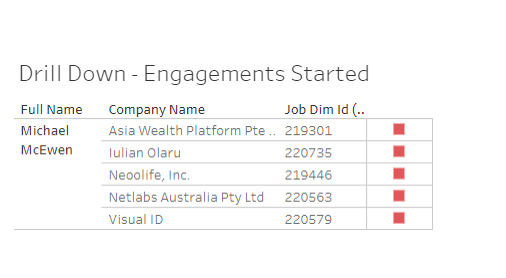 Drill Down - Engagements Started
Full Name Company Name Job Dim Id (..
Michael McEwen Asia Wealth Platform Pte .. 219301
Iulian Olaru 220735
Neoolife, Inc. 219446
Netlabs Australia Pty Ltd 220563
Visual ID 220579